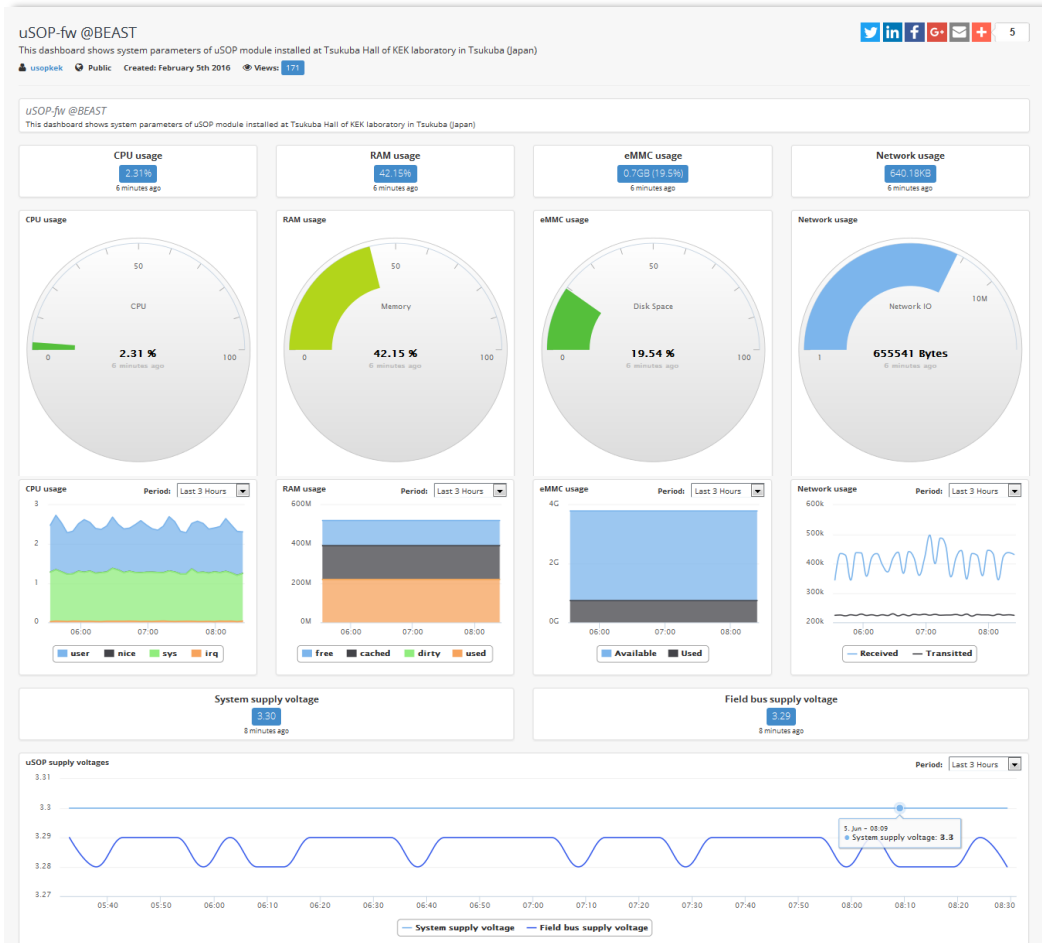 uSOP-fw @BEAST
This dashboard shows system parameters of uSOP module installed at Tsukuba Hall of KEK laboratory in Tsukuba (Japan)
usopkek Public Created: February 5th 2016 Views: 171
in f G+ + 5
uSOP-fw @BEAST
This dashboard shows system parameters of uSOP module installed at Tsukuba Hall of KEK laboratory in Tsukuba (Japan)
CPU usage
2.31%
6 minutes ago
RAM usage
42.15%
6 minutes ago
eMMC usage
0.7GB (19.5%)
6 minutes ago
Network usage
640.18KB
6 minutes ago
CPU usage
50
CPU
0 2.31 % 100
6 minutes ago
RAM usage
50
Memory
0 42.15 % 100
6 minutes ago
eMMC usage
50
Disk Space
0 19.54 % 100
6 minutes ago
Network usage
10M
Network IO
1 655541 Bytes
6 minutes ago
CPU usage Period: Last 3 Hours
3
2
1
0
06:00 07:00 08:00
user nice sys irq
RAM usage Period: Last 3 Hours
600M
400M
200M
0M
06:00 07:00 08:00
free cached dirty used
eMMC usage Period: Last 3 Hours
4G
2G
0G
06:00 07:00 08:00
Available Used
Network usage Period: Last 3 Hours
600k
500k
400k
300k
200k
06:00 07:00 08:00
Received Transitted
System supply voltage
3.30
8 minutes ago
Field bus supply voltage
3.29
8 minutes ago
uSOP supply voltages Period: Last 3 Hours
3.31
3.3
3.29
3.28
3.27
5. Jun - 08:09
System supply voltage: 3.3
05:40 05:50 06:00 06:10 06:20 06:30 06:40 06:50 07:00 07:10 07:20 07:30 07:40 07:50 08:00 08:10 08:20 08:30
System supply voltage Field bus supply voltage